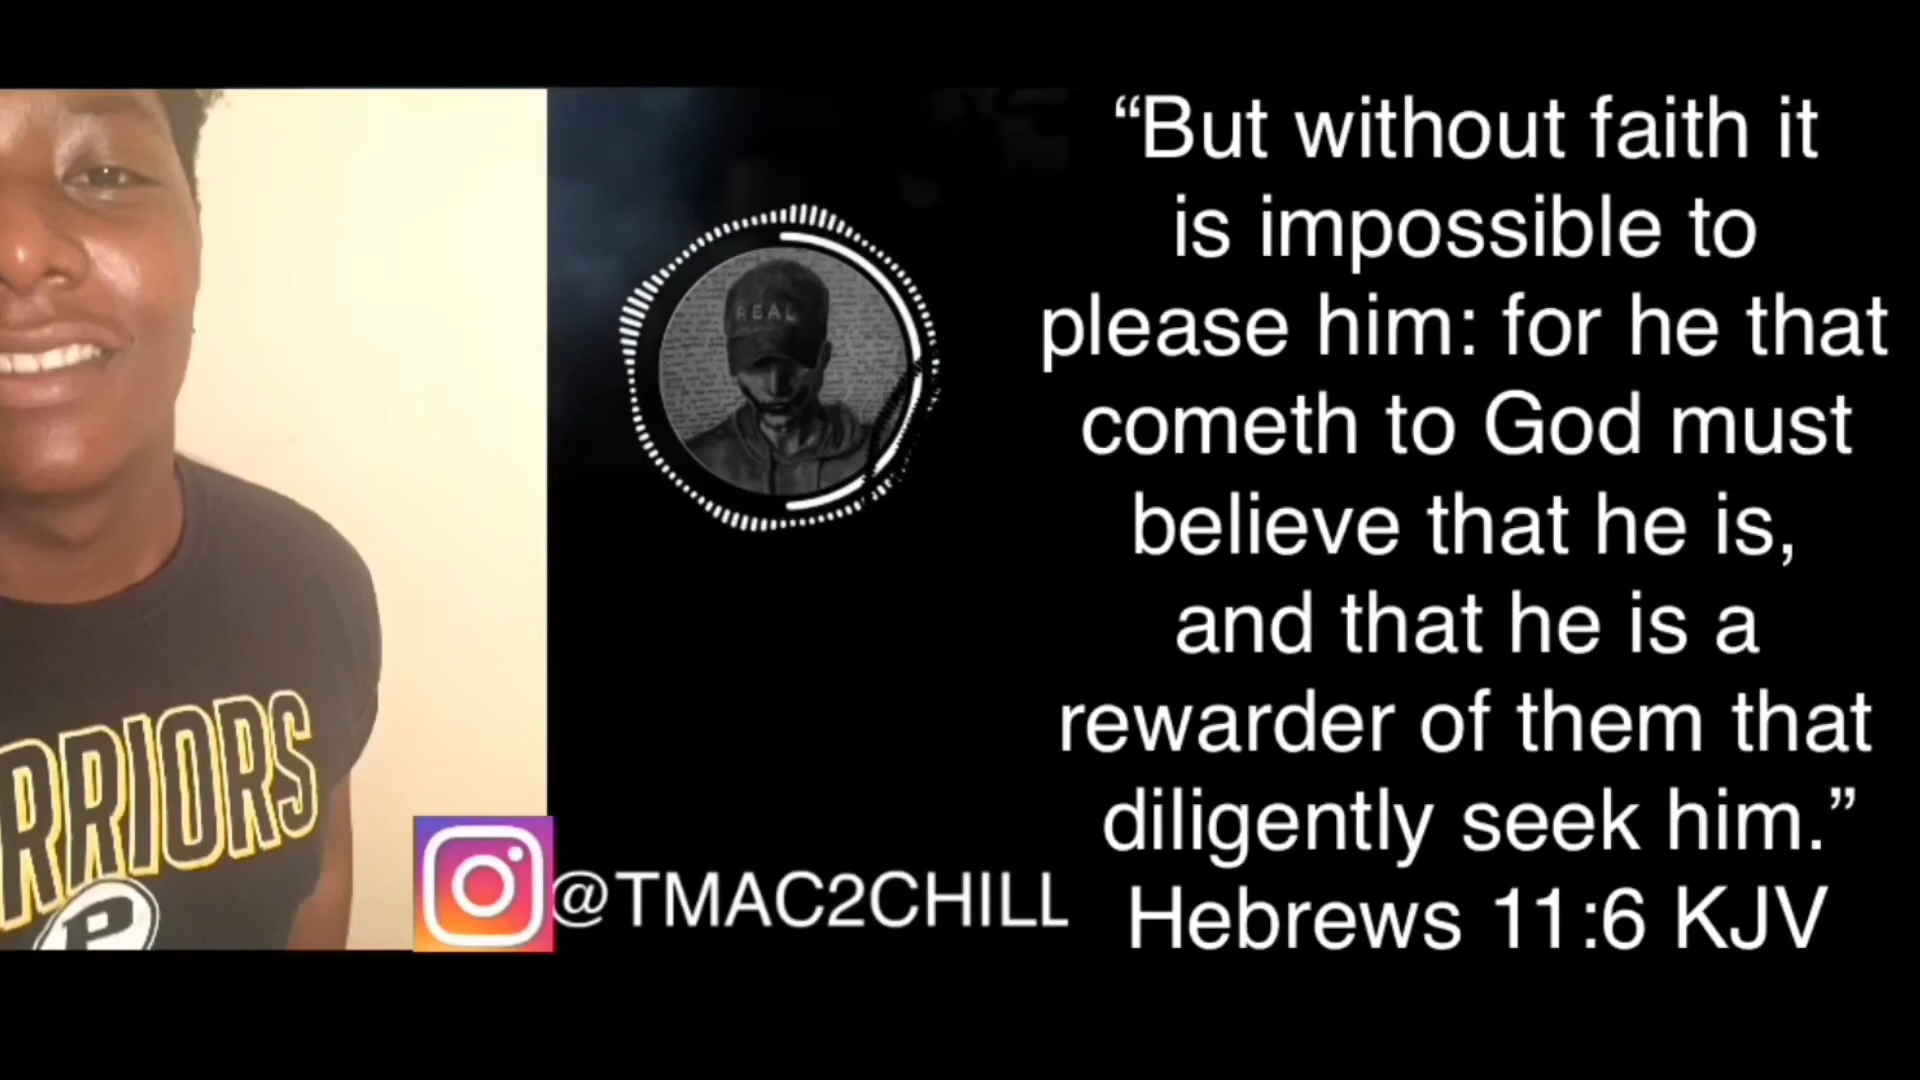 “But without faith it
is impossible to
please him: for he that
cometh to God must
believe that he is,
and that he is a
rewarder of them that
diligently seek him.”
Hebrews 11:6 KJV
REAL
RRIORS
P
@TMAC2CHILL